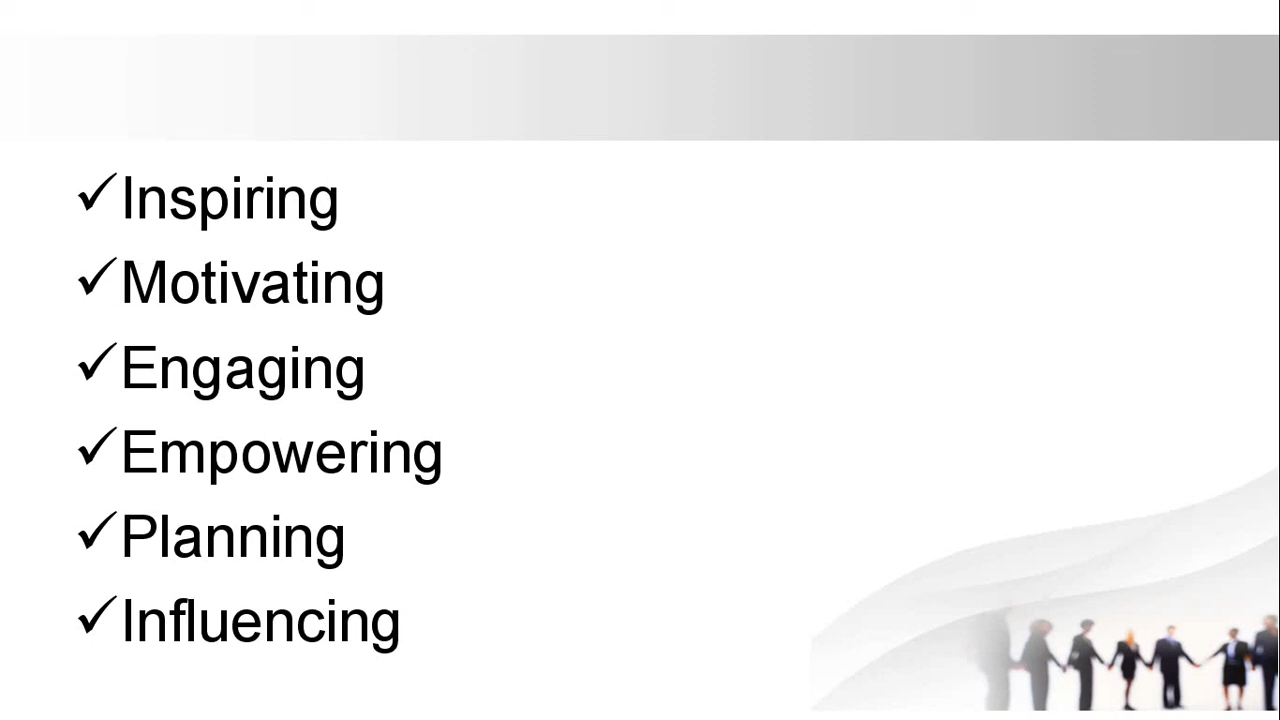 ✓Inspiring
✓Motivating
✓Engaging
✓Empowering
✓Planning
✓Influencing